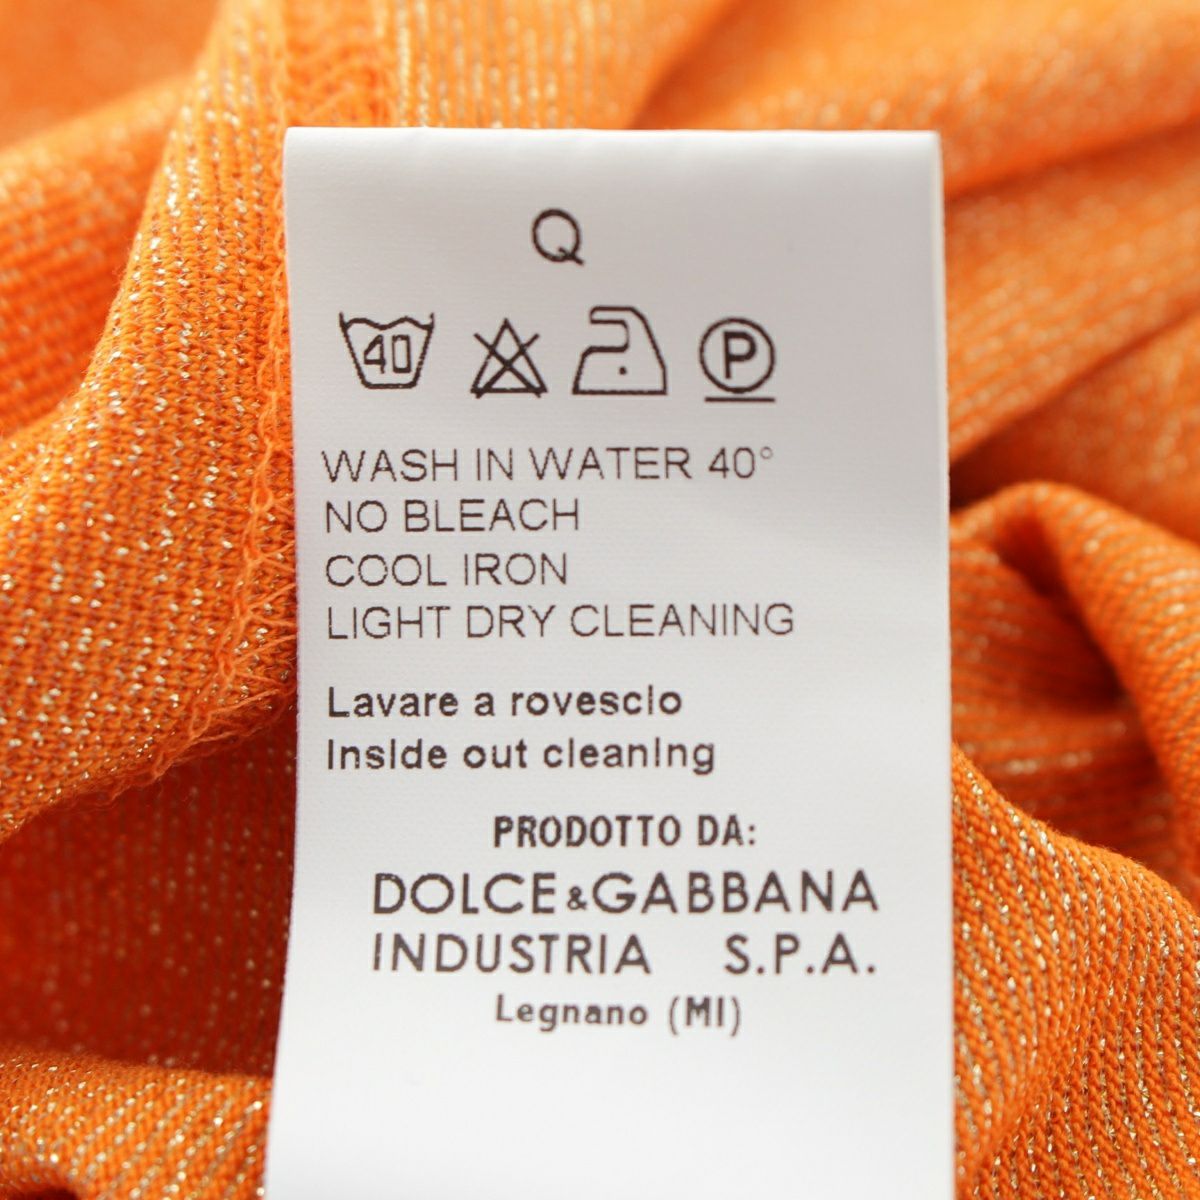 Q
40 P
WASH IN WATER 40°
NO BLEACH
COOL IRON
LIGHT DRY CLEANING
Lavare a rovescio
Inside out cleaning
PRODOTTO DA:
DOLCE&GABBANA
INDUSTRIA S.P.A.
Legnano (MI)